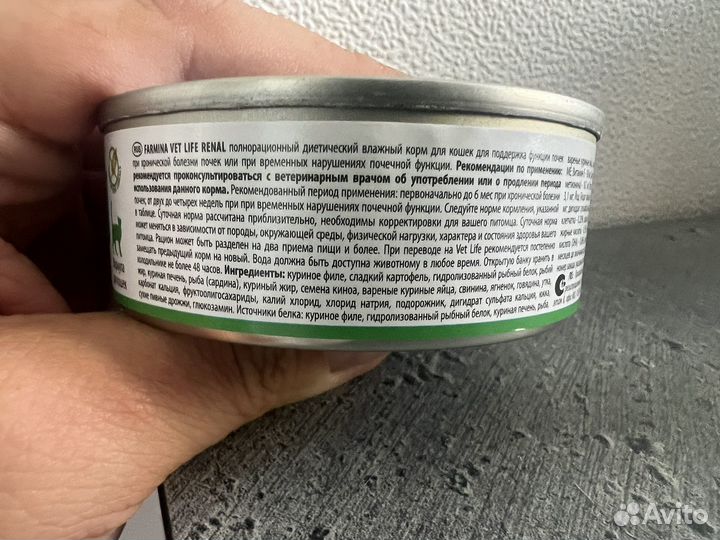 RUS FARMINA VET LIFE RENAL полнорационный диетический влажный корм для кошек для поддержка функции почек
при хронической болезни почек или при временных нарушениях почечной функции. Рекомендации по применению:
рекомендуется проконсультироваться с ветеринарным врачом об употреблении или о продлении периода
использования данного корма. Рекомендованный период применения: первоначально до 6 мес при хронической болезни
почек, от двух до четырех недель при при временных нарушениях почечной функции. Следуйте норме кормления, указанной
в таблице. Суточная норма рассчитана приблизительно, необходимы корректировки для вашего питомца. Суточная норма
может меняться в зависимости от породы, окружающей среды, физической нагрузки, характера и состояния здоровья вашего
питомца. Рацион может быть разделен на два приема пищи и более. При переводе на Vet Life рекомендуется постепенно
замещать предыдущий корм на новый. Вода должна быть доступна животному в любое время. Открытую банку хранить в
холодильнике не более 48 часов. Ингредиенты: куриное филе, сладкий картофель, гидролизованный рыбный белок, рыбий
жир, куриная печень, рыба (сардина), куриный жир, семена киноа, вареные куриные яйца, свинина, ягненок, говядина, утка,
карбонат кальция, фруктоолигосахариды, калий хлорид, хлорид натрия, подорожник, дигидрат сульфата кальция, юкка,
сухие пивные дрожжи, глюкозамин. Источники белка: куриное филе, гидролизованный рыбный белок, куриная печень, рыба,
Avito